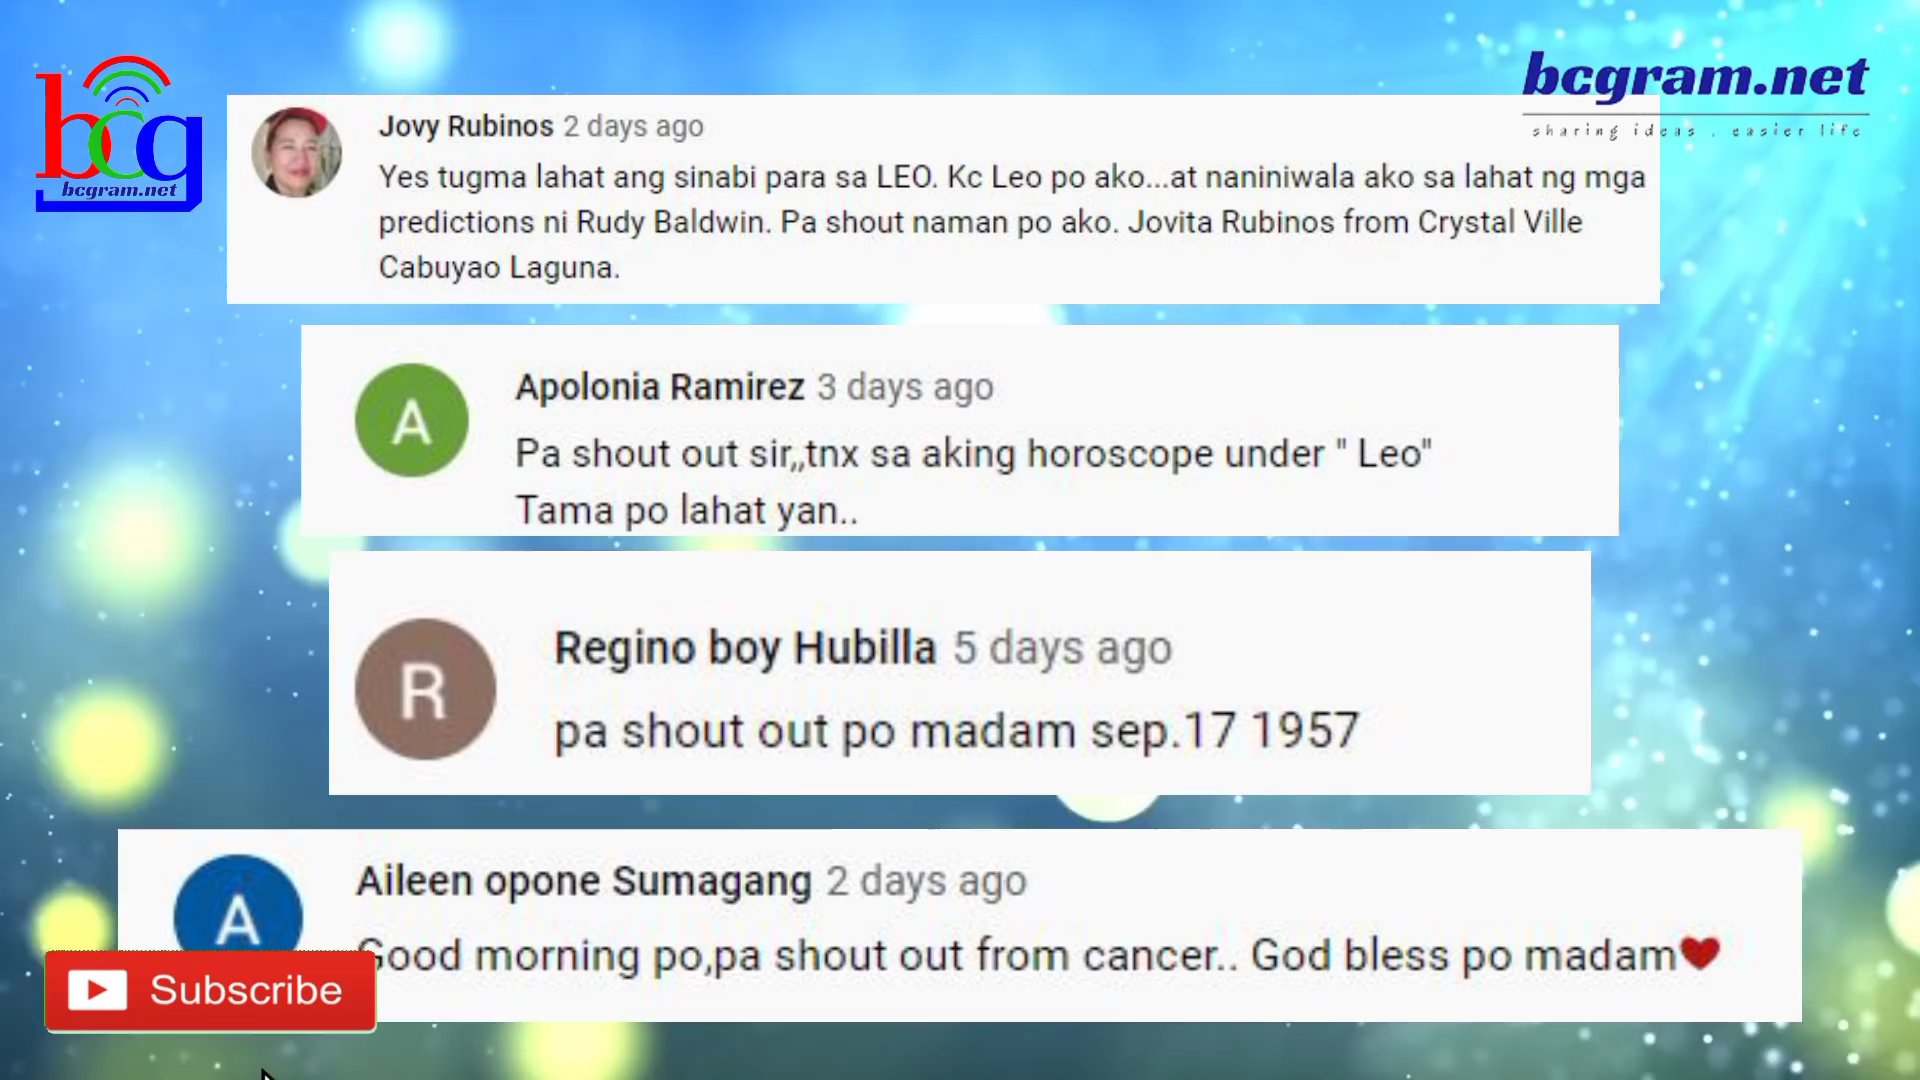 bcg
bcgram.net
bcgram.net
sharing ideas . easier life
Jovy Rubinos 2 days ago
Yes tugma lahat ang sinabi para sa LEO. Kc Leo po ako...at naniniwala ako sa lahat ng mga
predictions ni Rudy Baldwin. Pa shout naman po ako. Jovita Rubinos from Crystal Ville
Cabuyao Laguna.
A
Apolonia Ramirez 3 days ago
Pa shout out sir,,tnx sa aking horoscope under " Leo"
Tama po lahat yan..
R
Regino boy Hubilla 5 days ago
pa shout out po madam sep.17 1957
A
Aileen opone Sumagang 2 days ago
Good morning po,pa shout out from cancer.. God bless po madam❤
Subscribe